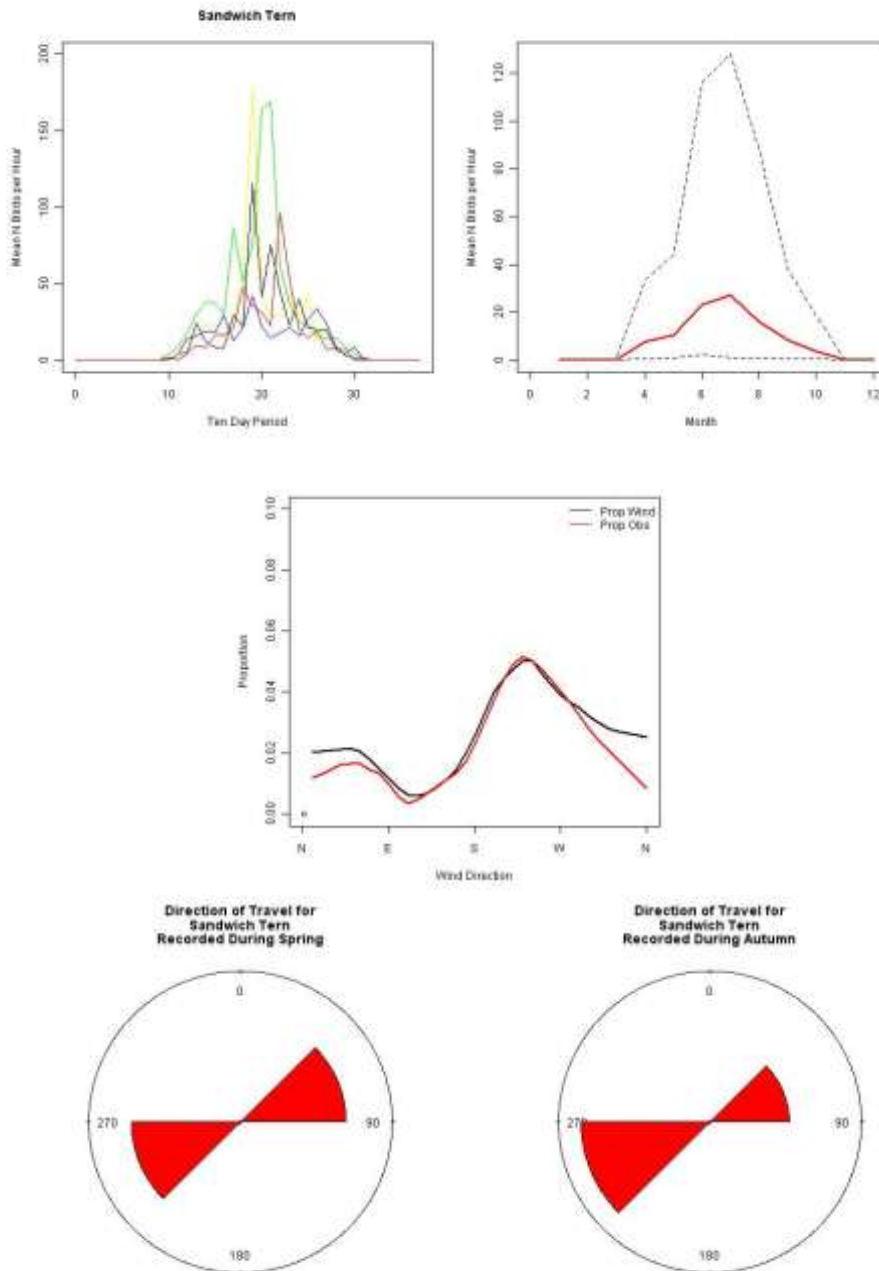 Sandwich Tern
Mean N Birds per Hour
200
150
100
50
0
0 10 20 30
Ten Day Period
Mean N Birds per Hour
120
100
80
60
40
20
0
0 2 4 6 8 10 12
Month
Proportion
0.10
0.08
0.06
0.04
0.02
0.00
Prop Wind
Prop Obs
N E S W N
Wind Direction
Direction of Travel for
Sandwich Tern
Recorded During Spring
0
270 90
180
Direction of Travel for
Sandwich Tern
Recorded During Autumn
0
270 90
180